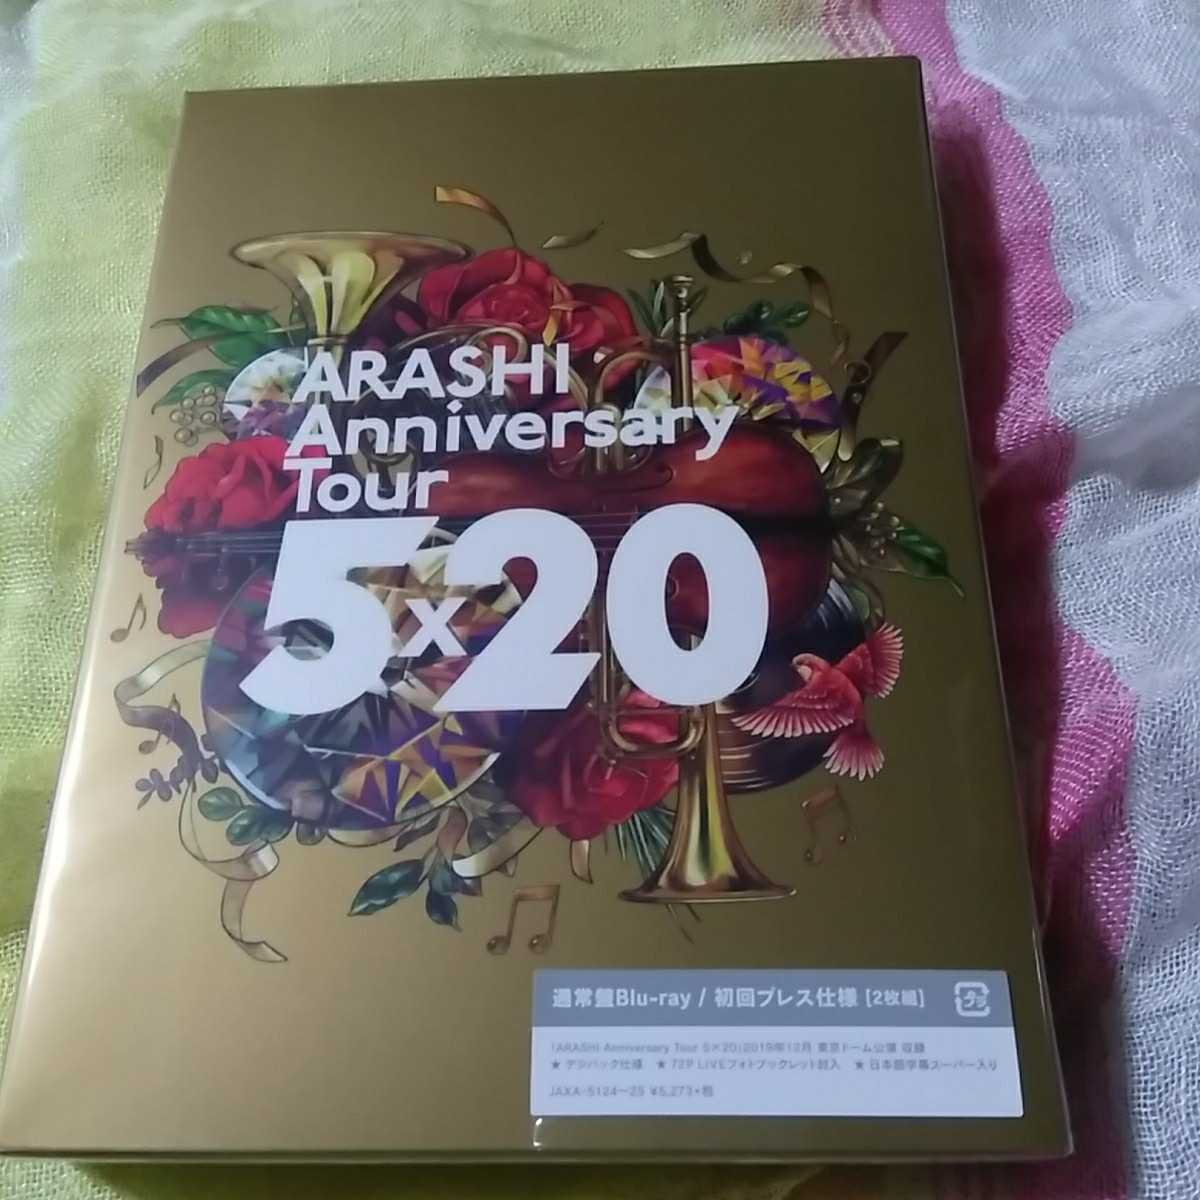 ARASHI
Anniversary
Tour
5×20
通常盤Blu-ray / 初回プレス仕様 [2枚組]
プラ
「ARASHI Anniversary Tour 5×20」2019年12月 東京ドーム公演 収録
★ デジパック仕様 ★ 72P LIVEフォトブックレット封入 ★ 日本語字幕スーパー入り
JAXA-5124〜25 ¥5,273+税